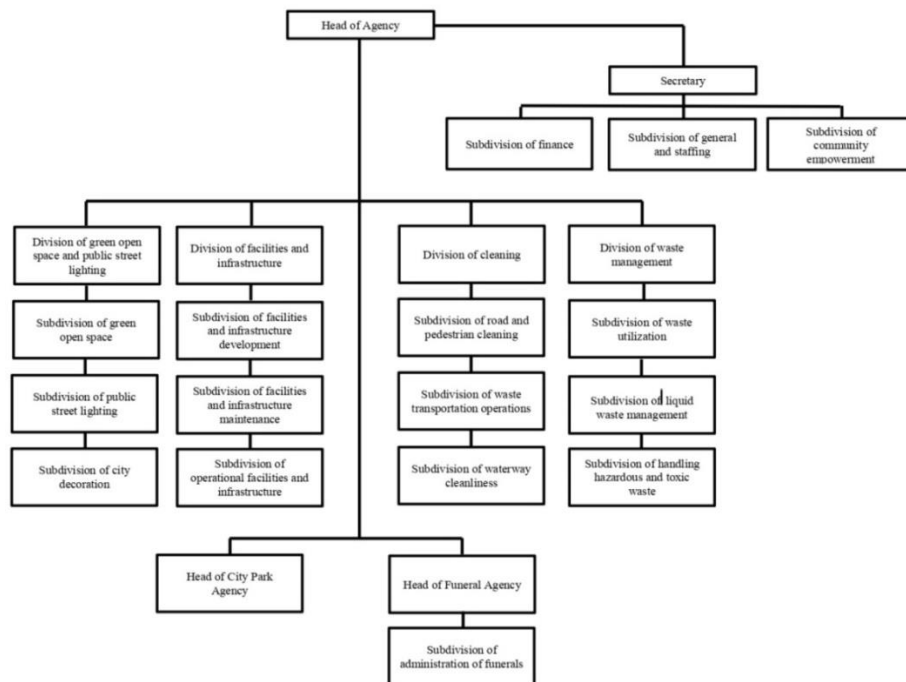 Head of Agency
Secretary
Subdivision of finance
Subdivision of general
and staffing
Subdivision of
community
empowerment
Division of green open
space and public street
lighting
Division of facilities and
infrastructure
Division of cleaning
Division of waste
management
Subdivision of green
open space
Subdivision of facilities
and infrastructure
development
Subdivision of road and
pedestrian cleaning
Subdivision of waste
utilization
Subdivision of public
street lighting
Subdivision of facilities
and infrastructure
maintenance
Subdivision of waste
transportation operations
Subdivision of liquid
waste management
Subdivision of city
decoration
Subdivision of
operational facilities and
infrastructure
Subdivision of waterway
cleanliness
Subdivision of handling
hazardous and toxic
waste
Head of City Park
Agency
Head of Funeral Agency
Subdivision of
administration of funerals